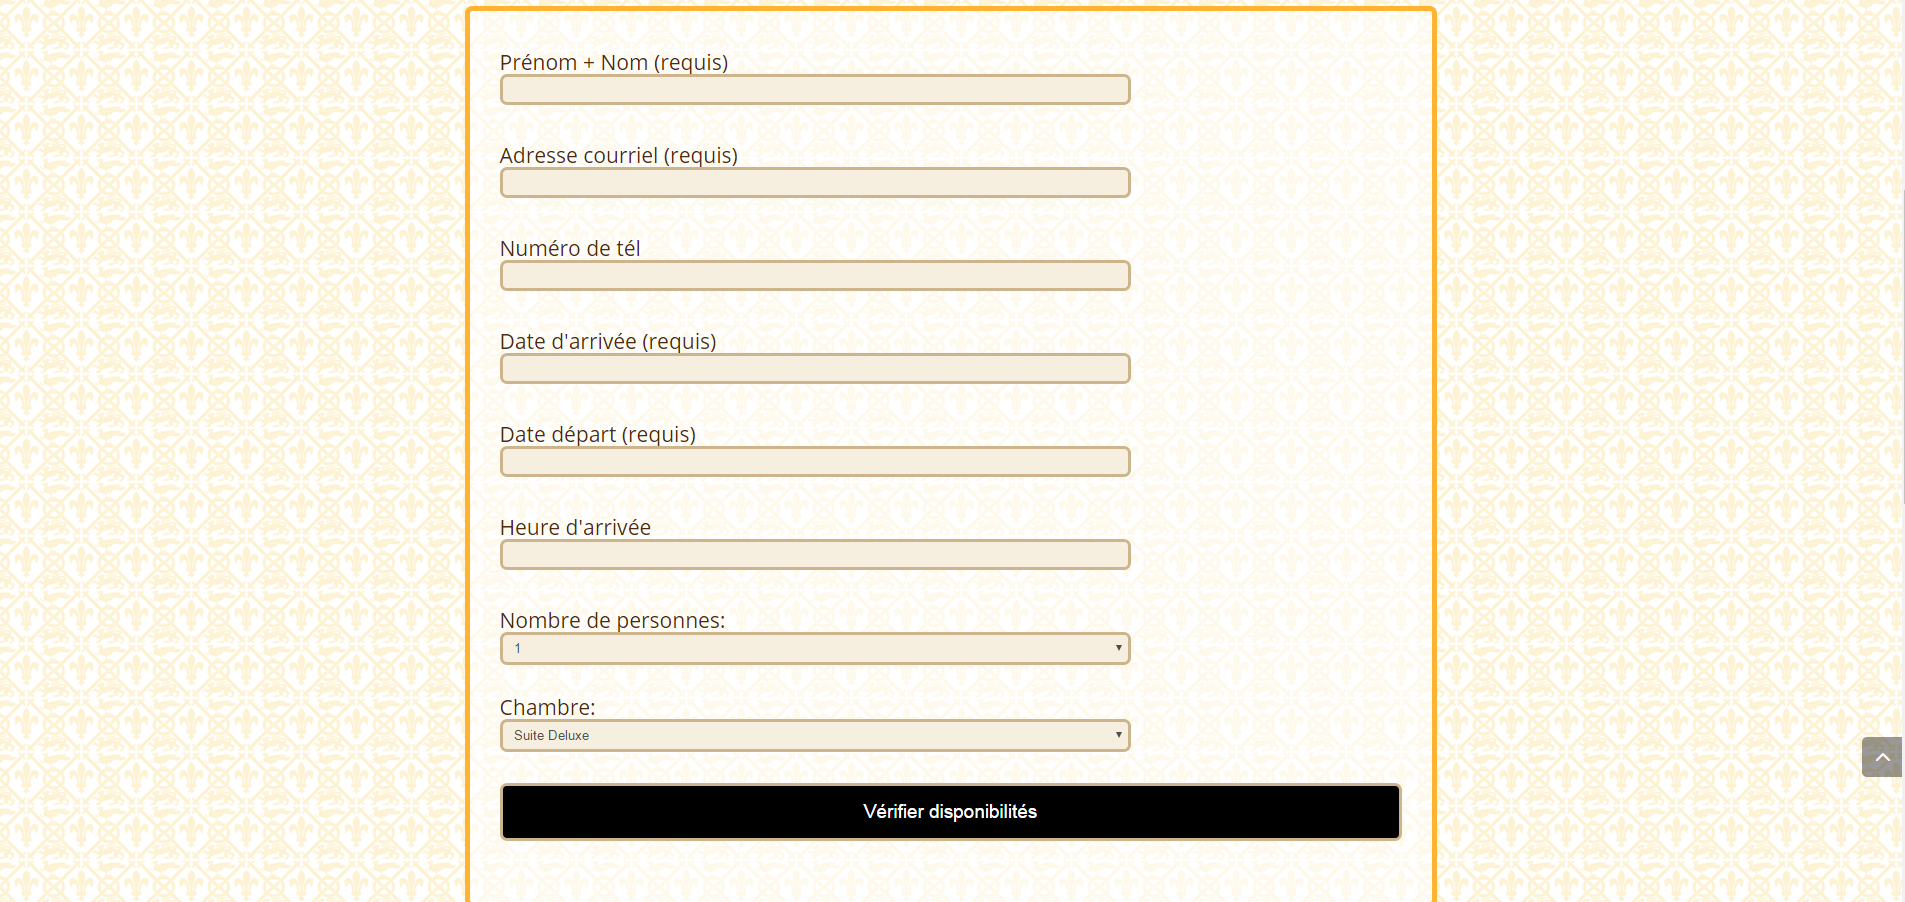 Prénom + Nom (requis)
Adresse courriel (requis)
Numéro de tél
Date d'arrivée (requis)
Date départ (requis)
Heure d'arrivée
Nombre de personnes:
1
Chambre:
Suite Deluxe
Vérifier disponibilités